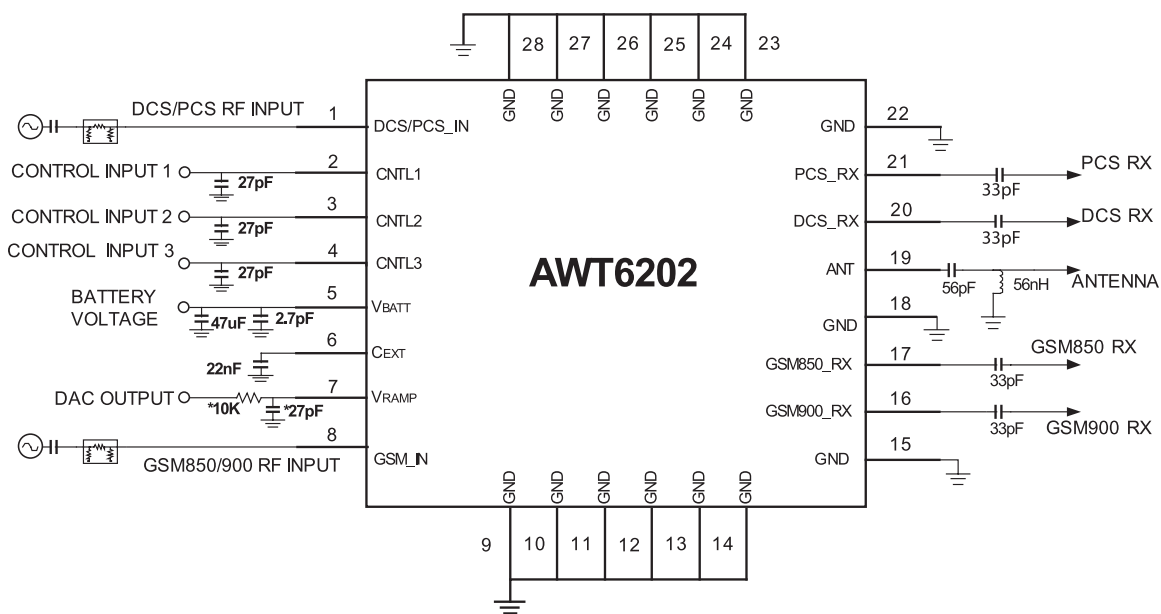 28 27 26 25 24 23
GND GND GND GND GND GND
DCS/PCS RF INPUT
1
DCS/PCS_IN
CONTROL INPUT 1
27pF
2
CNTL1
CONTROL INPUT 2
27pF
3
CNTL2
CONTROL INPUT 3
27pF
4
CNTL3
BATTERY
VOLTAGE
47uF
2.7pF
5
VBATT
22nF
6
CEXT
DAC OUTPUT
*10K
*27pF
7
VRAMP
GSM850/900 RF INPUT
8
GSM_IN
AWT6202
GND
22
PCS_RX
21
33pF
PCS RX
DCS_RX
20
33pF
DCS RX
ANT
19
56pF
56nH
ANTENNA
18
GND
GSM850_RX
17
33pF
GSM850 RX
GSM900_RX
16
33pF
GSM900 RX
GND
15
GND GND GND GND GND GND
9 10 11 12 13 14